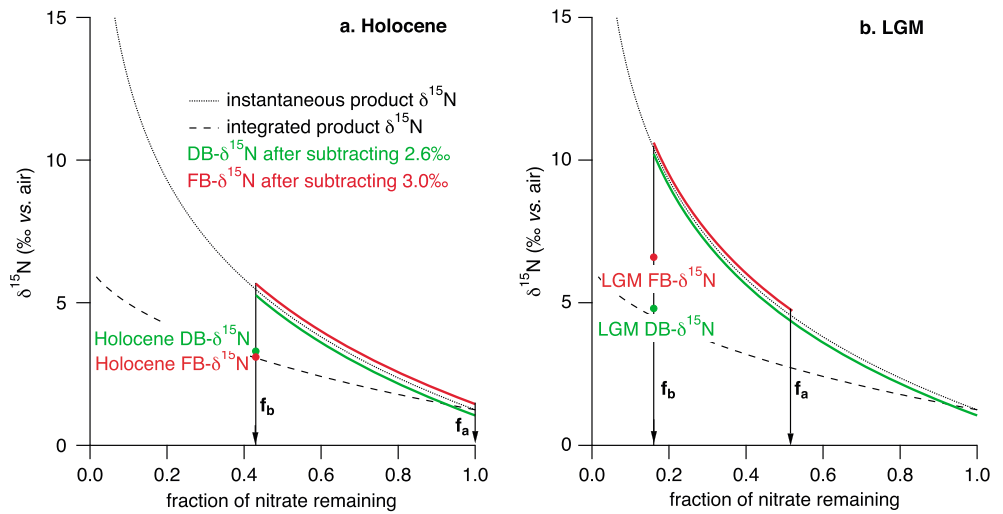 a. Holocene
15
10
5
0
δ15N (‰ vs. air)
instantaneous product δ15N
integrated product δ15N
DB-δ15N after subtracting 2.6‰
FB-δ15N after subtracting 3.0‰
Holocene DB-δ15N
Holocene FB-δ15N
fb
fa
0.0 0.2 0.4 0.6 0.8 1.0
fraction of nitrate remaining
b. LGM
15
10
5
0
δ15N (‰ vs. air)
LGM FB-δ15N
LGM DB-δ15N
fb
fa
0.0 0.2 0.4 0.6 0.8 1.0
fraction of nitrate remaining